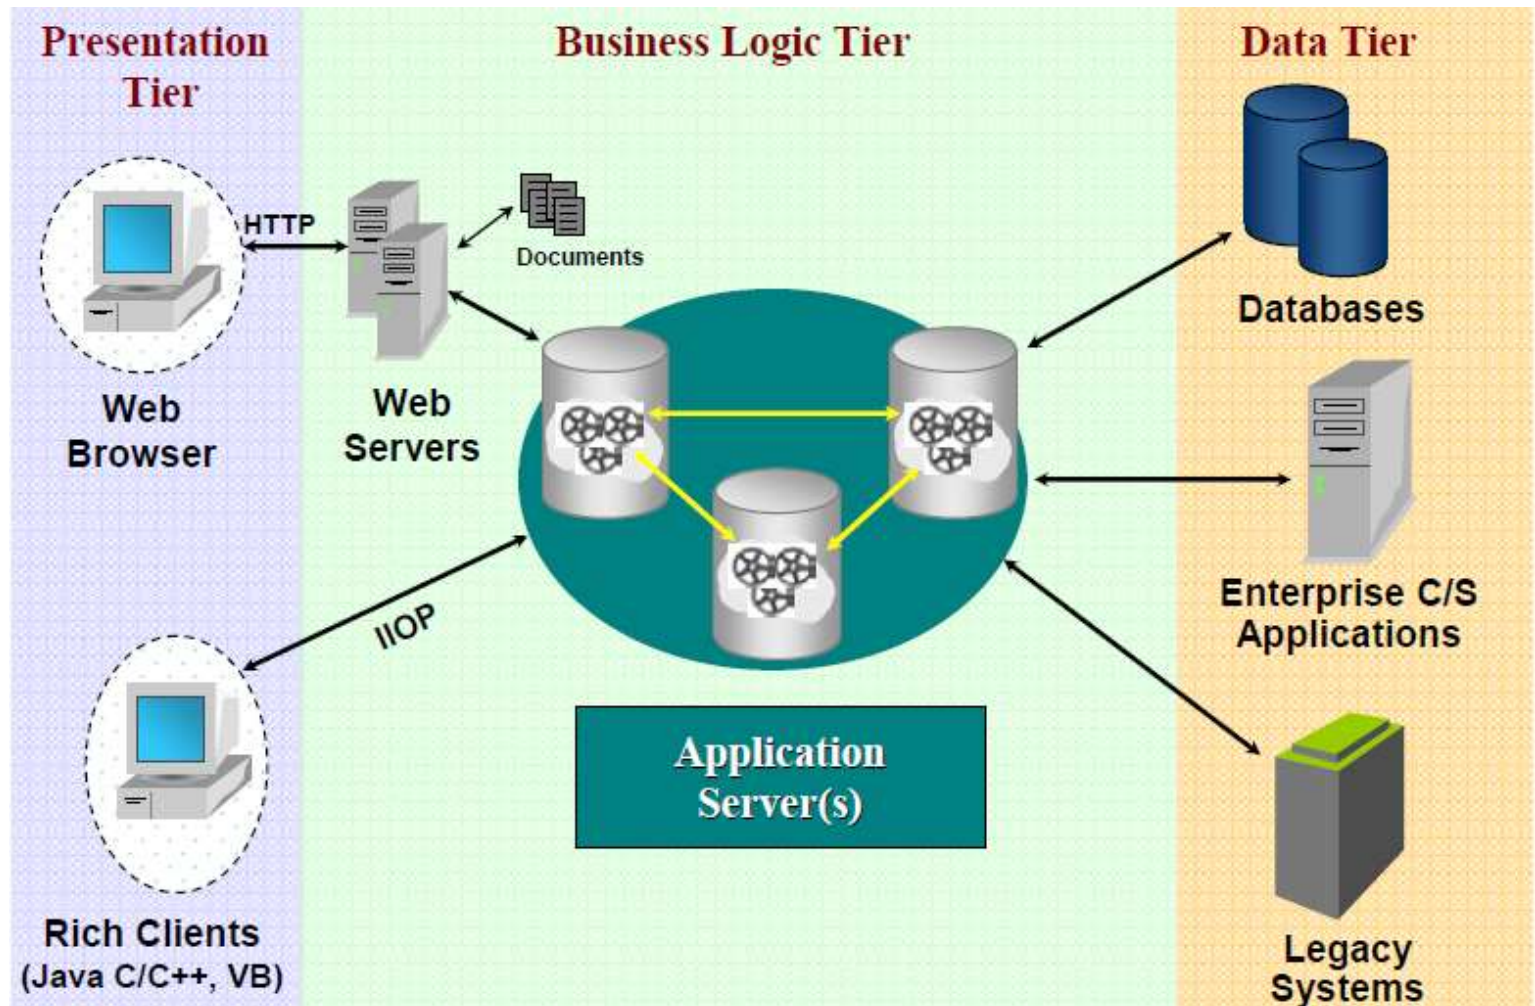 Presentation
Tier
Business Logic Tier
Data Tier
HTTP
Documents
Databases
Web
Browser
Web
Servers
Enterprise C/S
Applications
IIOP
Application
Server(s)
Rich Clients
(Java C/C++, VB)
Legacy
Systems